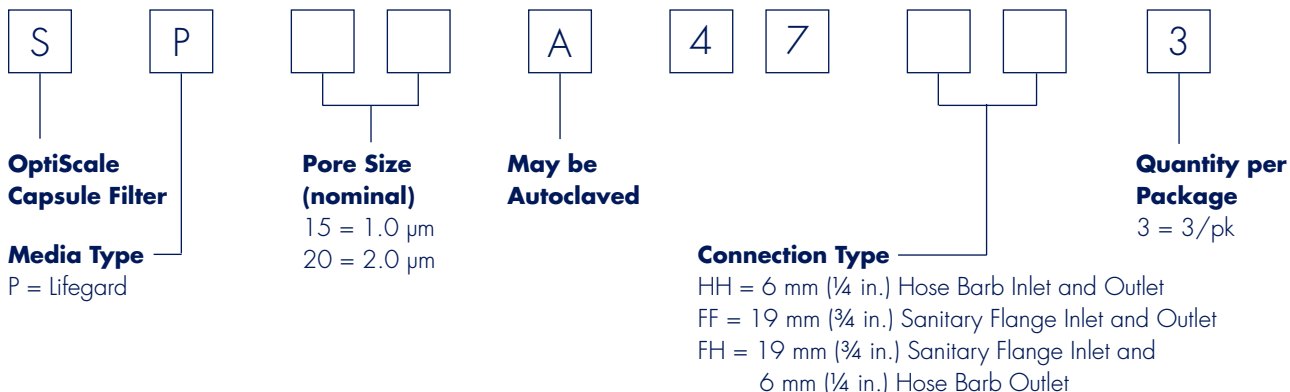 S P A 4 7 3
OptiScale
Capsule Filter
Media Type
P = Lifegard
Pore Size
(nominal)
15 = 1.0 µm
20 = 2.0 µm
May be
Autoclaved
Connection Type
HH = 6 mm (¼ in.) Hose Barb Inlet and Outlet
FF = 19 mm (¾ in.) Sanitary Flange Inlet and Outlet
FH = 19 mm (¾ in.) Sanitary Flange Inlet and
6 mm (¼ in.) Hose Barb Outlet
Quantity per
Package
3 = 3/pk